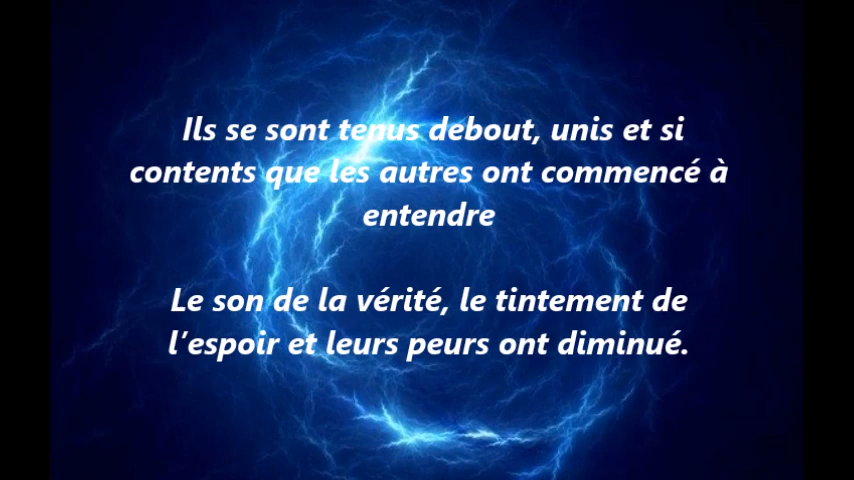 Ils se sont tenus debout, unis et si
contents que les autres ont commencé à
entendre
Le son de la vérité, le tintement de
l’espoir et leurs peurs ont diminué.